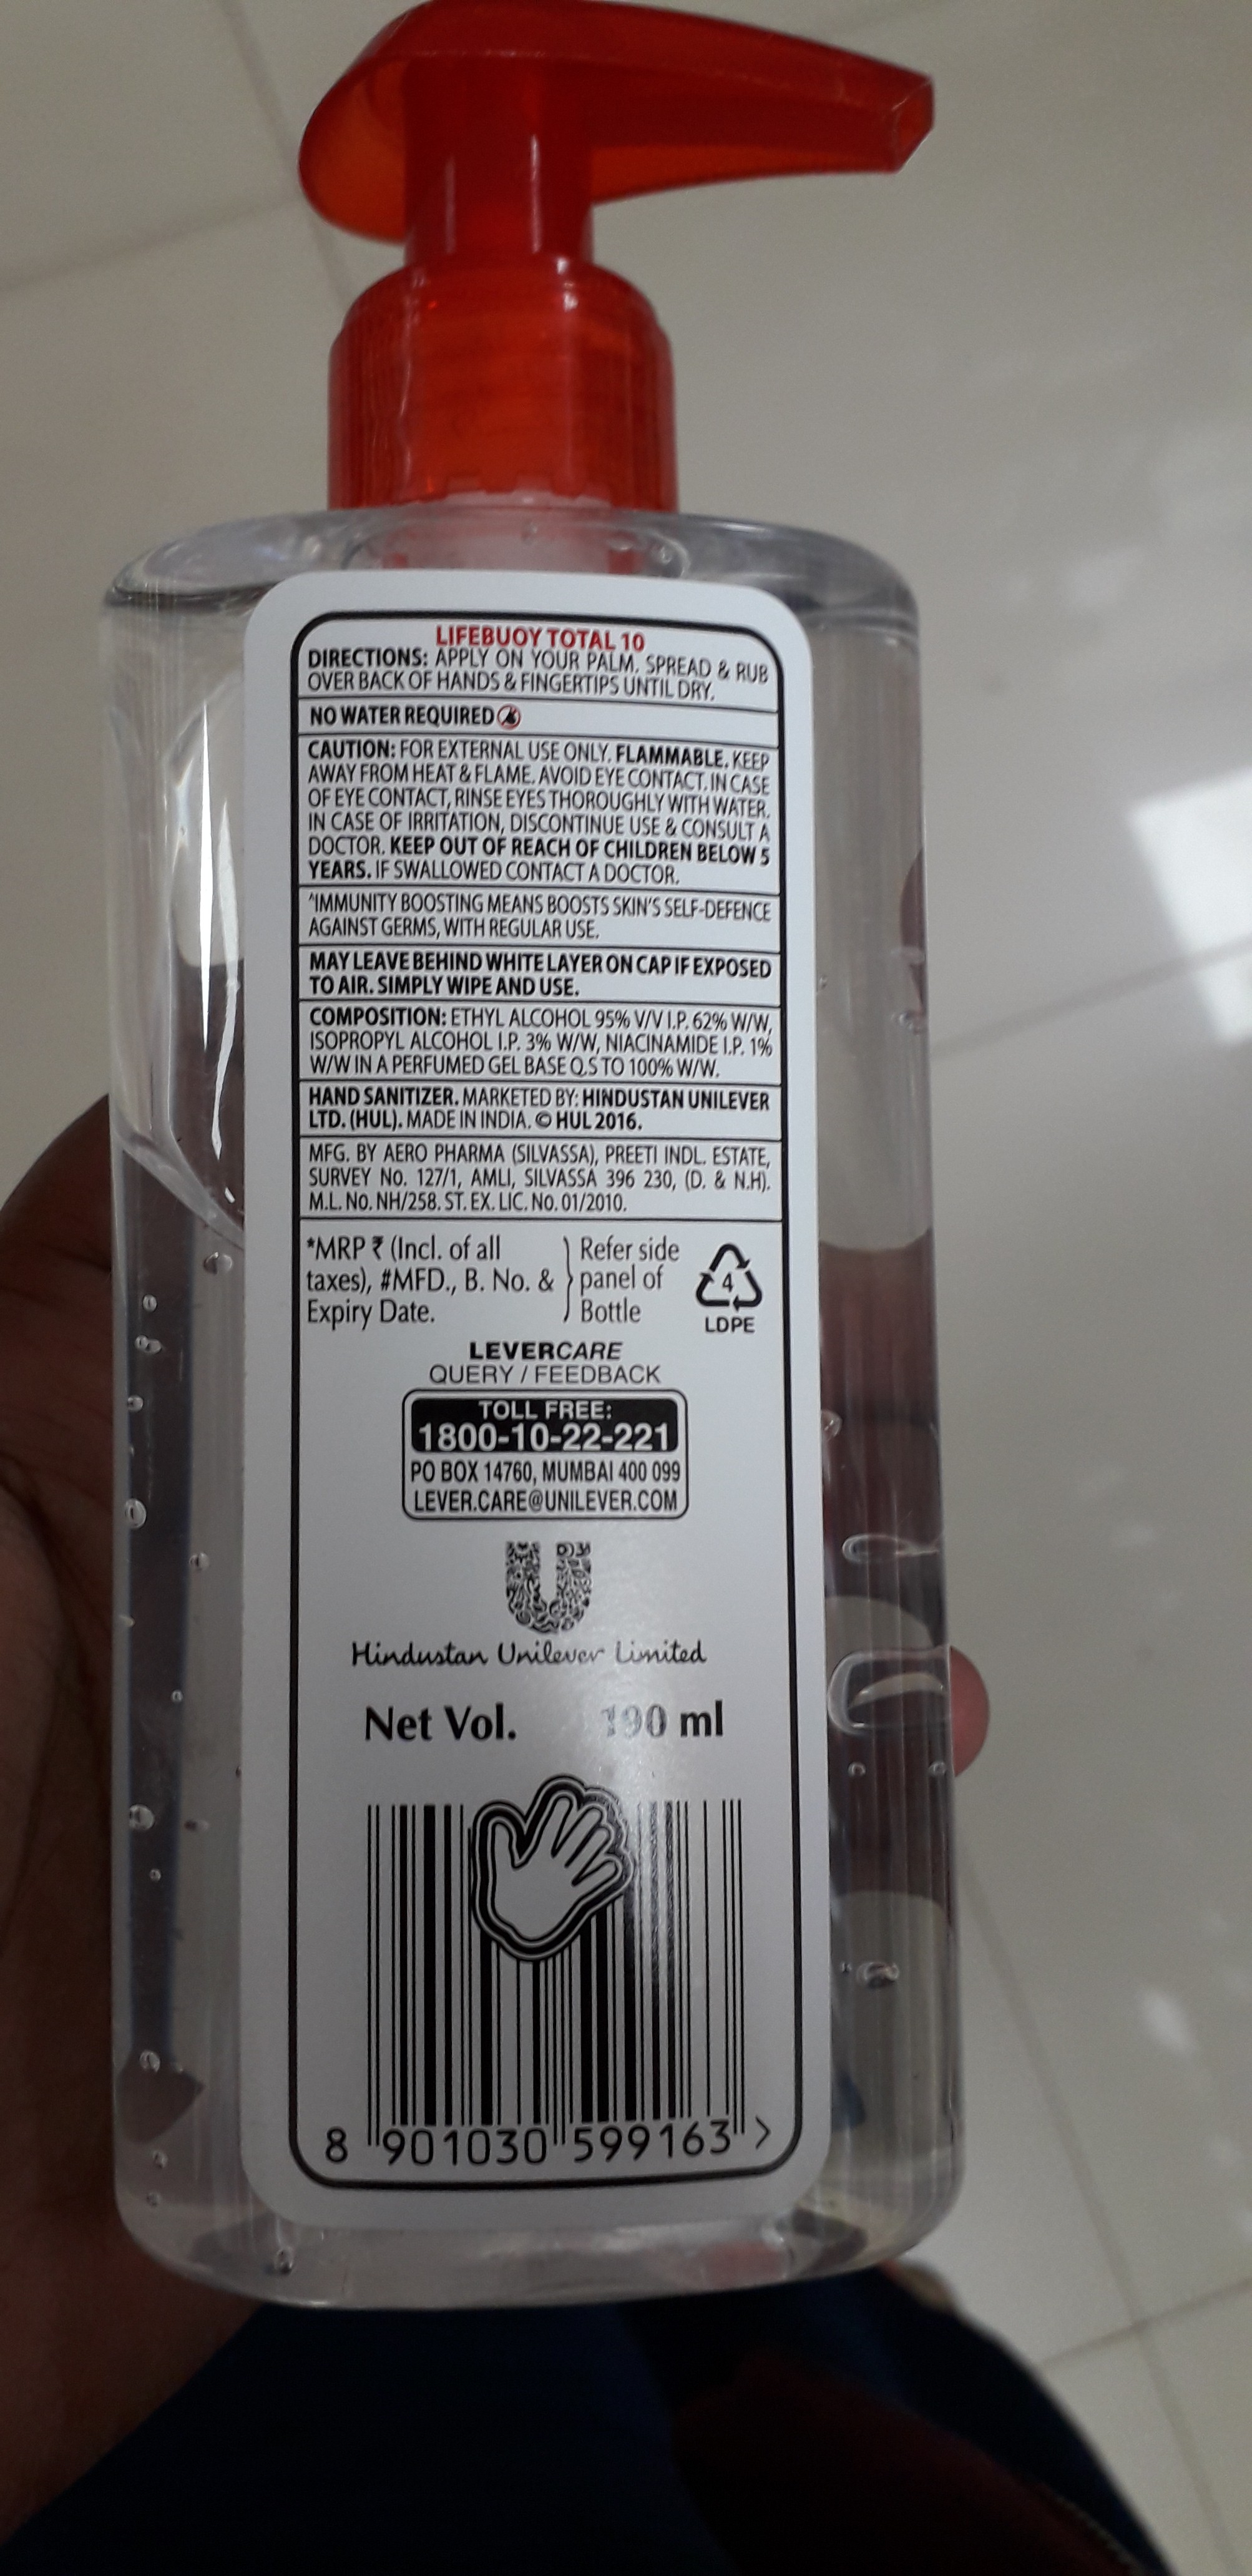 LIFEBUOY TOTAL 10
DIRECTIONS: APPLY ON YOUR PALM. SPREAD & RUB
OVER BACK OF HANDS & FINGERTIPS UNTIL DRY.
NO WATER REQUIRED
CAUTION: FOR EXTERNAL USE ONLY. FLAMMABLE. KEEP
AWAY FROM HEAT & FLAME. AVOID EYE CONTACT. IN CASE
OF EYE CONTACT, RINSE EYES THOROUGHLY WITH WATER.
IN CASE OF IRRITATION, DISCONTINUE USE & CONSULT A
DOCTOR. KEEP OUT OF REACH OF CHILDREN BELOW 5
YEARS. IF SWALLOWED CONTACT A DOCTOR.
^IMMUNITY BOOSTING MEANS BOOSTS SKIN'S SELF-DEFENCE
AGAINST GERMS, WITH REGULAR USE.
MAY LEAVE BEHIND WHITE LAYER ON CAP IF EXPOSED
TO AIR. SIMPLY WIPE AND USE.
COMPOSITION: ETHYL ALCOHOL 95% V/V I.P. 62% W/W,
ISOPROPYL ALCOHOL I.P. 3% W/W, NIACINAMIDE I.P. 1%
W/W IN A PERFUMED GEL BASE Q.S TO 100% W/W.
HAND SANITIZER. MARKETED BY: HINDUSTAN UNILEVER
LTD. (HUL). MADE IN INDIA. © HUL 2016.
MFG. BY AERO PHARMA (SILVASSA), PREETI INDL. ESTATE,
SURVEY No. 127/1, AMLI, SILVASSA 396 230, (D. & N.H).
M.L. No. NH/258. ST. EX. LIC. No. 01/2010.
*MRP ₹ (Incl. of all
taxes), #MFD., B. No. &
Expiry Date.
Refer side
panel of
Bottle
4
LDPE
LEVERCARE
QUERY / FEEDBACK
TOLL FREE:
1800-10-22-221
PO BOX 14760, MUMBAI 400 099
LEVER.CARE@UNILEVER.COM
Hindustan Unilever Limited
Net Vol. 190 ml
8 901030 599163 >